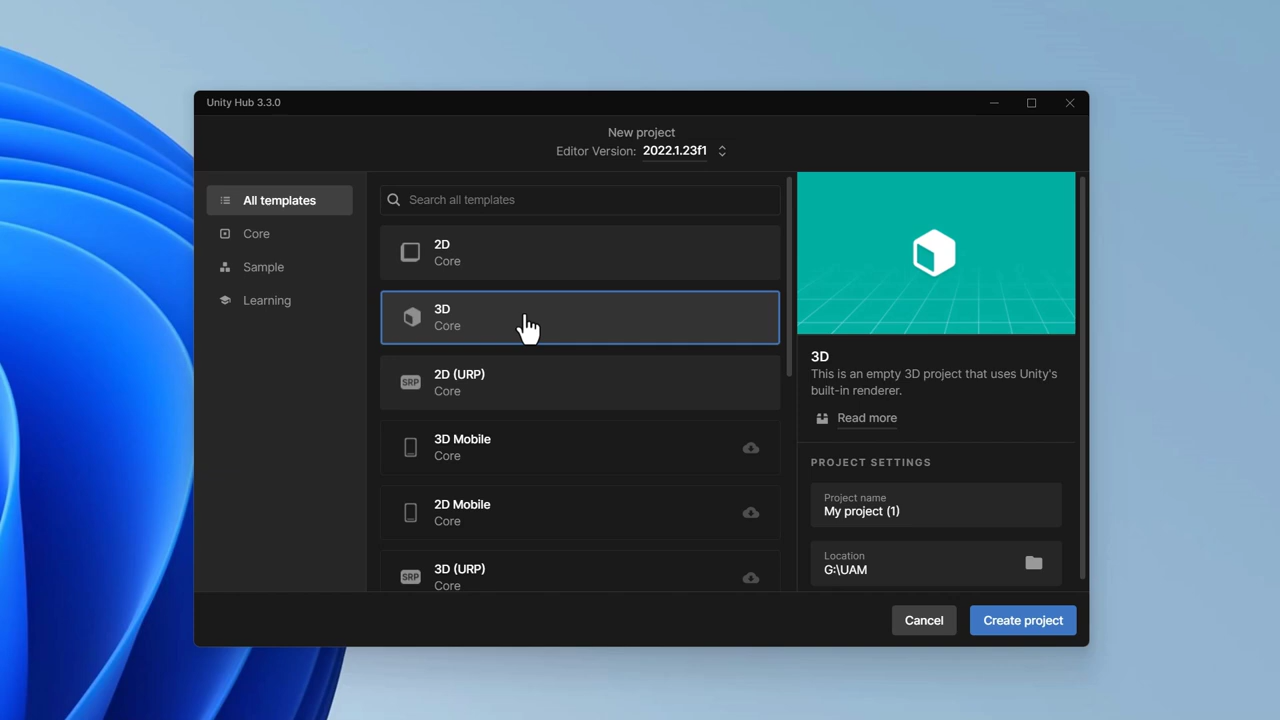 Unity Hub 3.3.0
New project
Editor Version: 2022.1.23f1
All templates
Core
Sample
Learning
Search all templates
2D
Core
3D
Core
SRP
2D (URP)
Core
3D Mobile
Core
2D Mobile
Core
SRP
3D (URP)
Core
3D
This is an empty 3D project that uses Unity's
built-in renderer.
Read more
PROJECT SETTINGS
Project name
My project (1)
Location
G:\UAM
Cancel
Create project